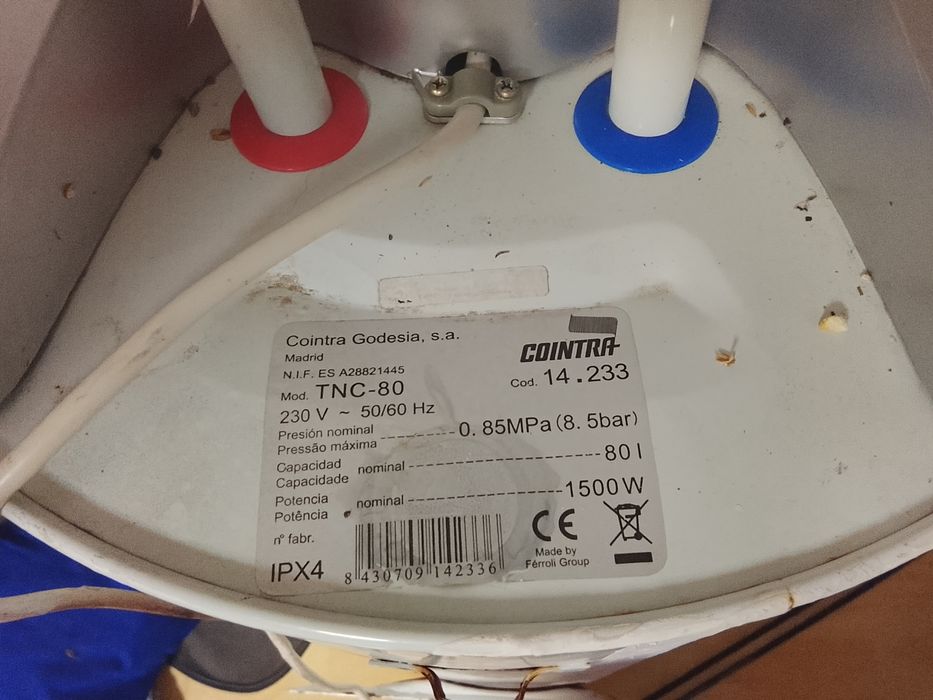 Cointra Godesia, s.a.
Madrid
N.I.F. ES A28821445
COINTRA
Mod. TNC-80
Cod. 14.233
230 V ~ 50/60 Hz
Presión nominal
Pressão máxima
0.85MPa (8.5bar)
Capacidad
Capacidade
nominal
80 l
Potencia
Potência
nominal
1500 W
nº fabr.
IPX4
8 430709 142336
CE
Made by
Férroli Group